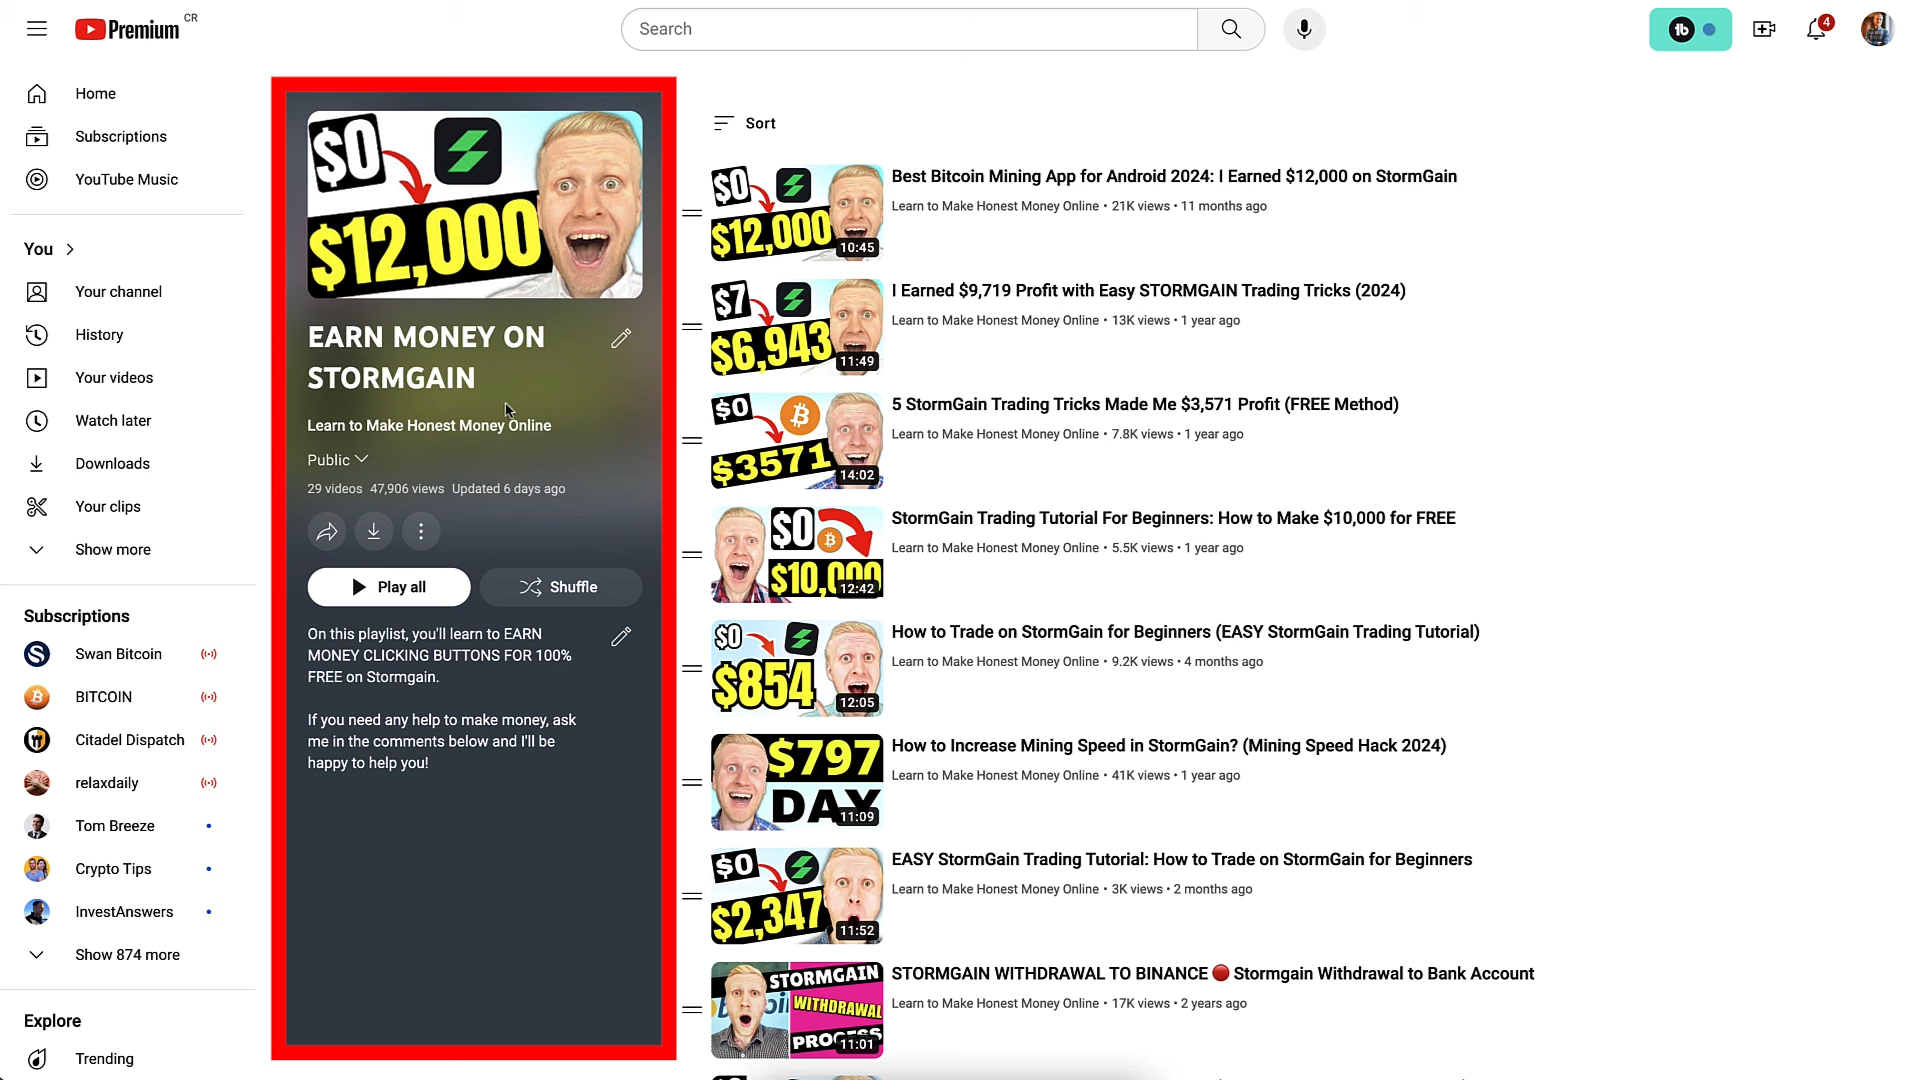 Premium CR
Search
4
Home
Subscriptions
YouTube Music
You
Your channel
History
Your videos
Watch later
Downloads
Your clips
Show more
Subscriptions
Swan Bitcoin
BITCOIN
Citadel Dispatch
relaxdaily
Tom Breeze
Crypto Tips
InvestAnswers
Show 874 more
Explore
Trending
$0
$12,000
EARN MONEY ON
STORMGAIN
Learn to Make Honest Money Online
Public
29 videos 47,906 views Updated 6 days ago
Play all
Shuffle
On this playlist, you'll learn to EARN
MONEY CLICKING BUTTONS FOR 100%
FREE on Stormgain.
If you need any help to make money, ask
me in the comments below and I'll be
happy to help you!
Sort
$0
$12,000
10:45
Best Bitcoin Mining App for Android 2024: I Earned $12,000 on StormGain
Learn to Make Honest Money Online • 21K views • 11 months ago
$7
$6,943
11:49
I Earned $9,719 Profit with Easy STORMGAIN Trading Tricks (2024)
Learn to Make Honest Money Online • 13K views • 1 year ago
$0
$3571
14:02
5 StormGain Trading Tricks Made Me $3,571 Profit (FREE Method)
Learn to Make Honest Money Online • 7.8K views • 1 year ago
$0
$10,000
12:42
StormGain Trading Tutorial For Beginners: How to Make $10,000 for FREE
Learn to Make Honest Money Online • 5.5K views • 1 year ago
$0
$854
12:05
How to Trade on StormGain for Beginners (EASY StormGain Trading Tutorial)
Learn to Make Honest Money Online • 9.2K views • 4 months ago
$797
DAY
11:09
How to Increase Mining Speed in StormGain? (Mining Speed Hack 2024)
Learn to Make Honest Money Online • 41K views • 1 year ago
$0
$2,347
11:52
EASY StormGain Trading Tutorial: How to Trade on StormGain for Beginners
Learn to Make Honest Money Online • 3K views • 2 months ago
STORMGAIN
WITHDRAWAL
PROCESS
11:01
STORMGAIN WITHDRAWAL TO BINANCE 🔴 Stormgain Withdrawal to Bank Account
Learn to Make Honest Money Online • 17K views • 2 years ago